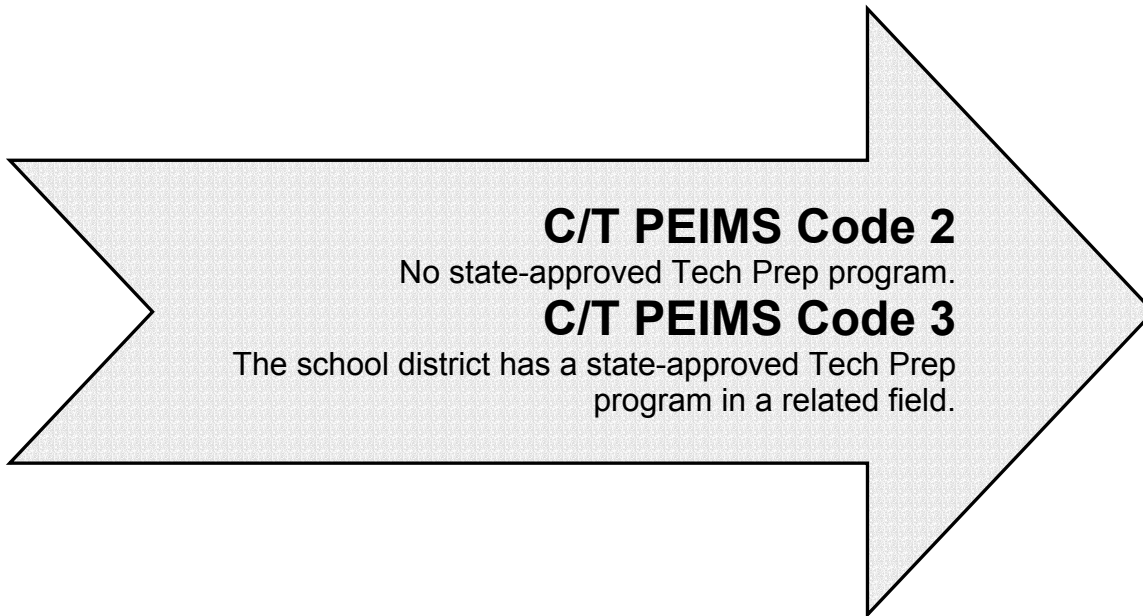 C/T PEIMS Code 2
No state-approved Tech Prep program.
C/T PEIMS Code 3
The school district has a state-approved Tech Prep
program in a related field.